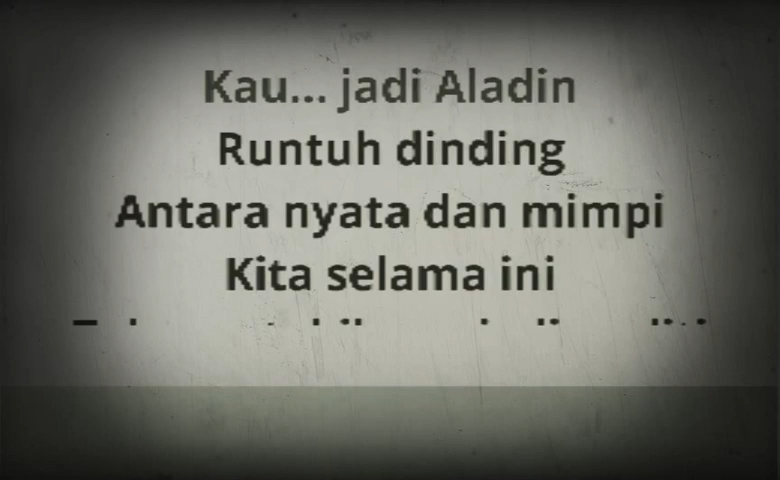 Kau... jadi Aladin
Runtuh dinding
Antara nyata dan mimpi
Kita selama ini